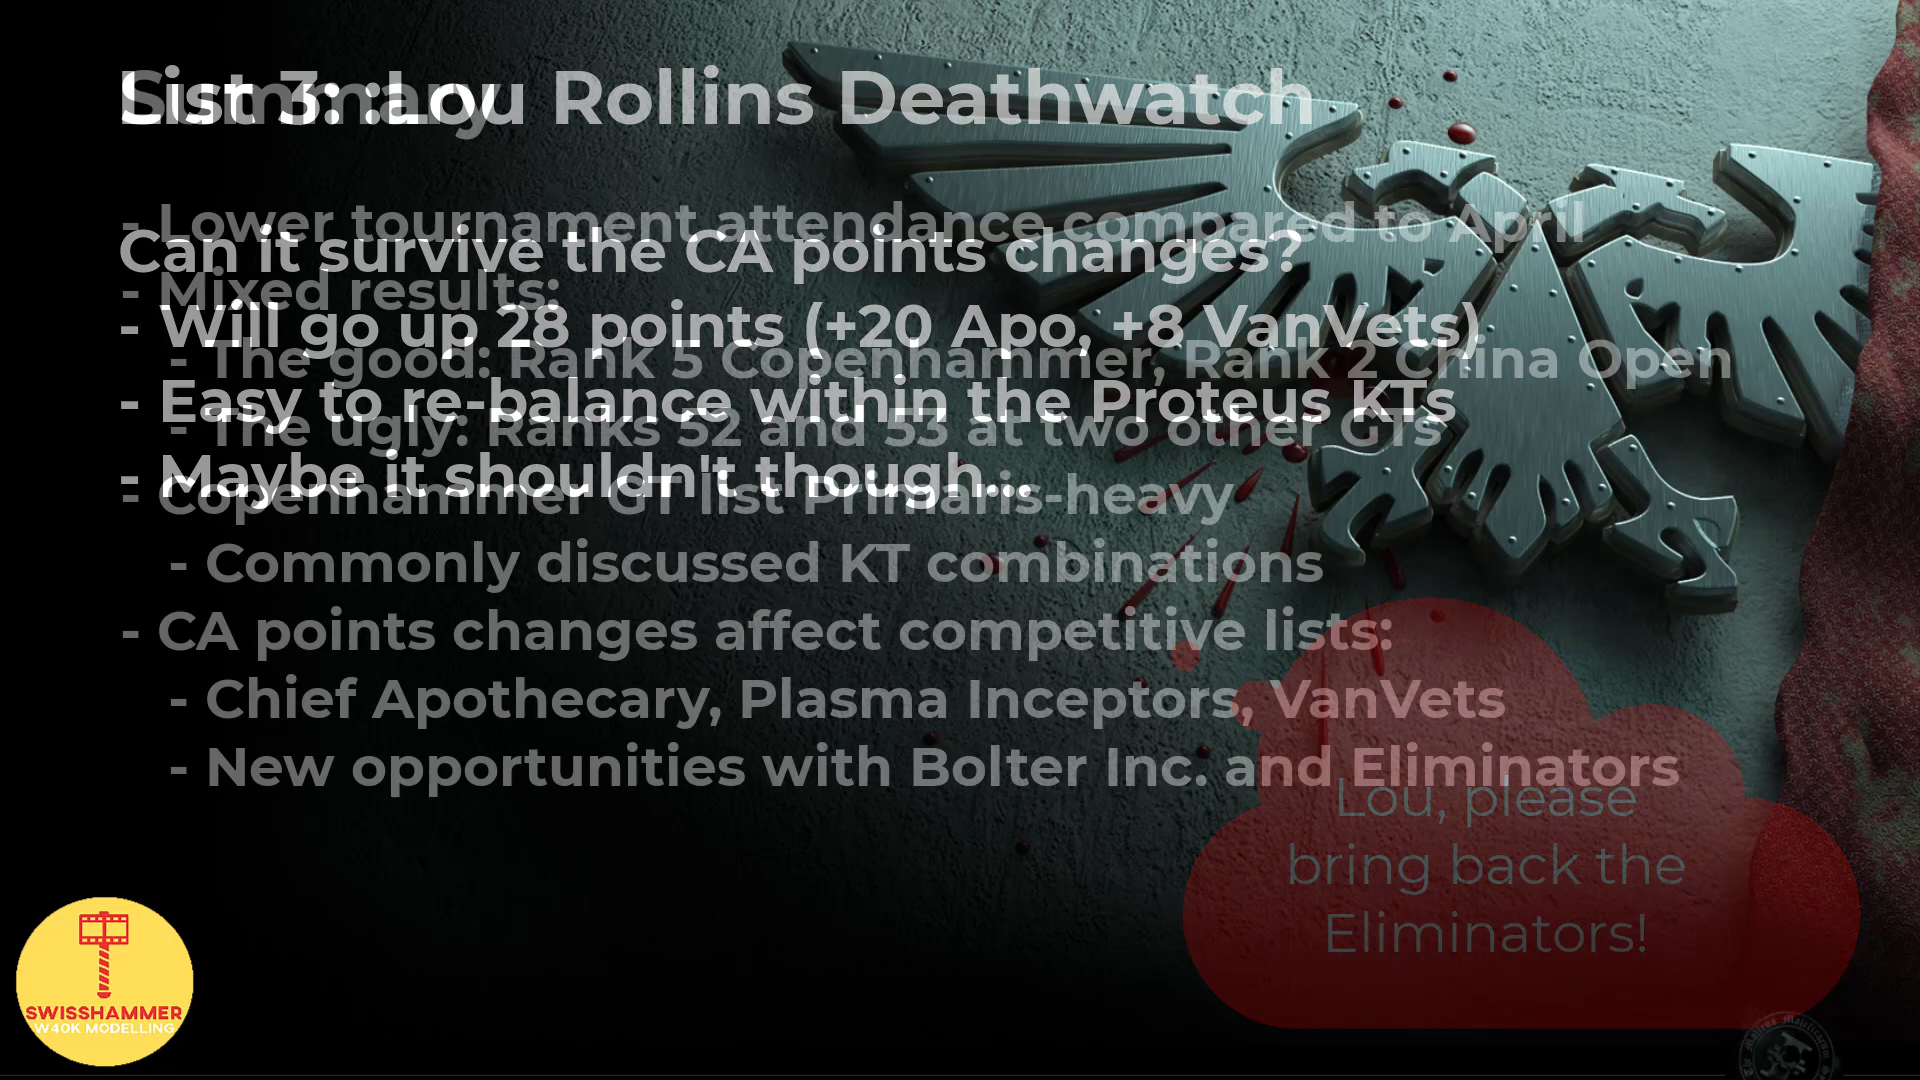 List 3: Lou Rollins Deathwatch
Can it survive the CA points changes?
- Will go up 28 points (+20 Apo, +8 VanVets)
- Easy to re-balance within the Proteus KTs
- Maybe it shouldn't though...
Summary
- Lower tournament attendance compared to April
- Mixed results:
- The good: Rank 5 Copenhammer, Rank 2 China Open
- The ugly: Ranks 52 and 53 at two other GTs
- Copenhammer GT list Primaris-heavy
- Commonly discussed KT combinations
- CA points changes affect competitive lists:
- Chief Apothecary, Plasma Inceptors, VanVets
- New opportunities with Bolter Inc. and Eliminators
Lou, please
bring back the
Eliminators!
SWISSHAMMER
W40K MODELLING